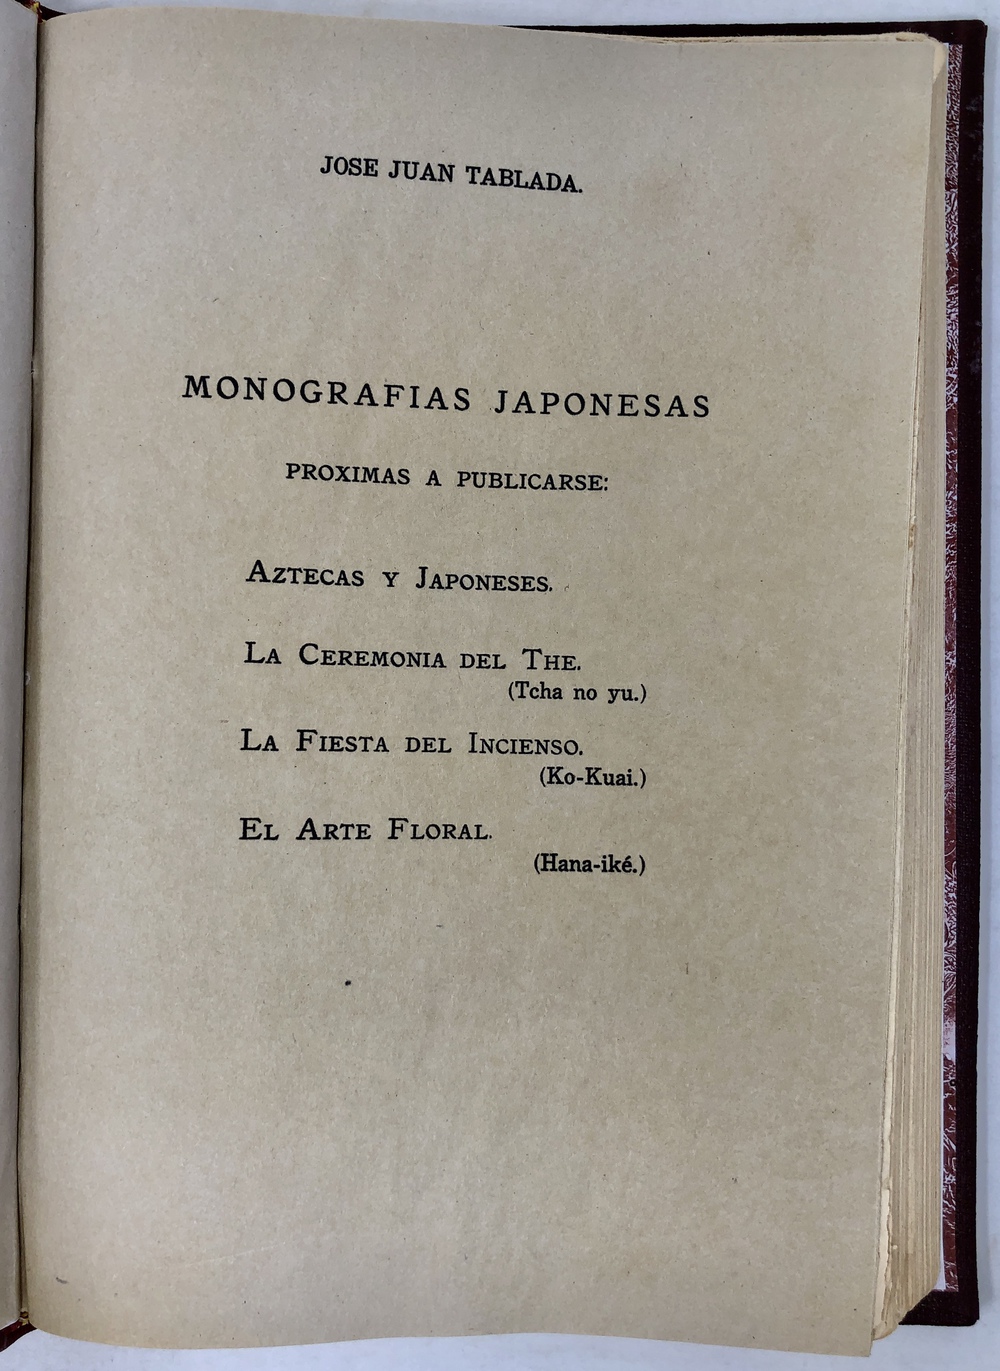 JOSE JUAN TABLADA.
MONOGRAFIAS JAPONESAS
PROXIMAS A PUBLICARSE:
AZTECAS Y JAPONESES.
LA CEREMONIA DEL THE.
(Tcha no yu.)
LA FIESTA DEL INCIENSO.
(Ko-Kuai.)
EL ARTE FLORAL.
(Hana-iké.)